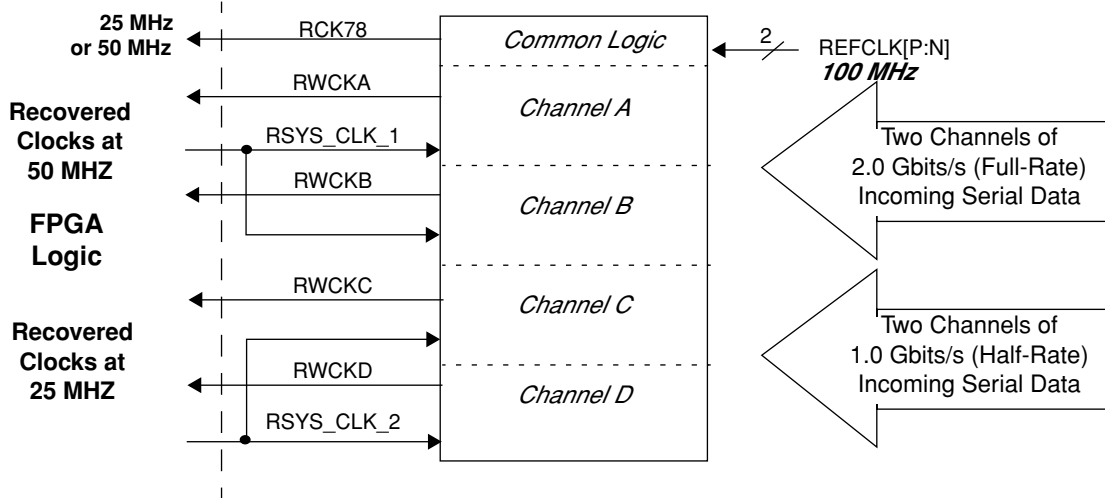 25 MHz
or 50 MHz
RCK78
Common Logic
2
REFCLK[P:N]
100 MHz
RWCKA
Channel A
Recovered
Clocks at
50 MHZ
RSYS_CLK_1
RWCKB
Channel B
Two Channels of
2.0 Gbits/s (Full-Rate)
Incoming Serial Data
FPGA
Logic
RWCKC
Channel C
Recovered
Clocks at
25 MHZ
RWCKD
Channel D
RSYS_CLK_2
Two Channels of
1.0 Gbits/s (Half-Rate)
Incoming Serial Data